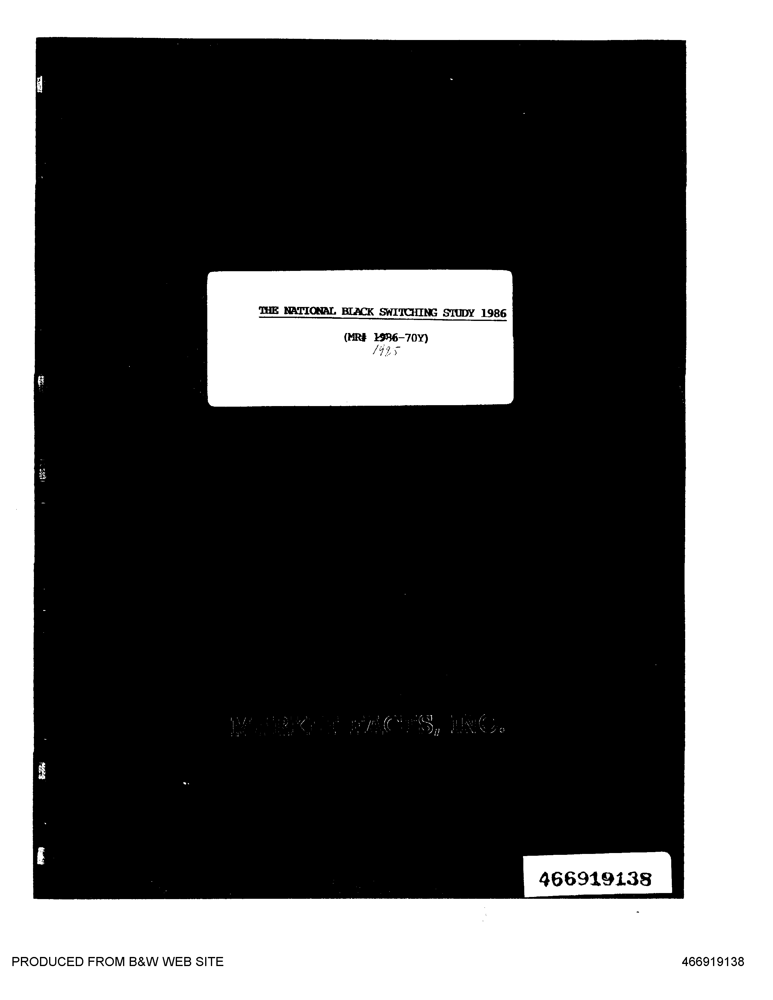 THE NATIONAL BLACK SWITCHING STUDY 1986
(MR# 1986-70Y)
1985
MARKET FACTS, INC.
466919138
PRODUCED FROM B&W WEB SITE
466919138